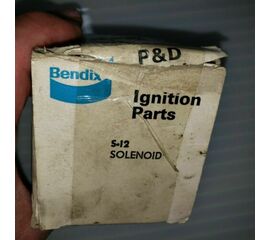 P&D
Bendix
Ignition
Parts
S-12
SOLENOID